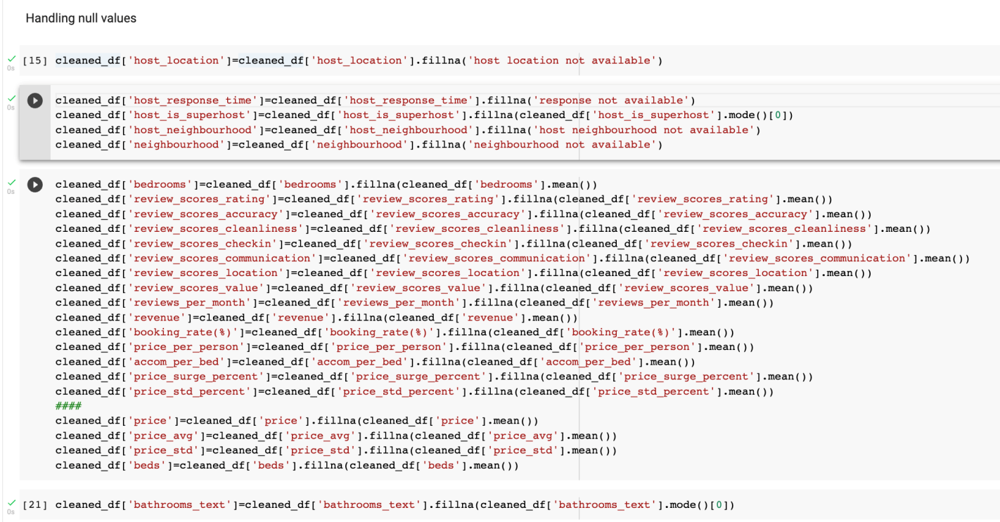 Handling null values
[15] cleaned_df['host_location']=cleaned_df['host_location'].fillna('host location not available')
0s
cleaned_df['host_response_time']=cleaned_df['host_response_time'].fillna('response not available')
0s
cleaned_df['host_is_superhost']=cleaned_df['host_is_superhost'].fillna(cleaned_df['host_is_superhost'].mode()[0])
cleaned_df['host_neighbourhood']=cleaned_df['host_neighbourhood'].fillna('host neighbourhood not available')
cleaned_df['neighbourhood']=cleaned_df['neighbourhood'].fillna('neighbourhood not available')
cleaned_df['bedrooms']=cleaned_df['bedrooms'].fillna(cleaned_df['bedrooms'].mean())
0s
cleaned_df['review_scores_rating']=cleaned_df['review_scores_rating'].fillna(cleaned_df['review_scores_rating'].mean())
cleaned_df['review_scores_accuracy']=cleaned_df['review_scores_accuracy'].fillna(cleaned_df['review_scores_accuracy'].mean())
cleaned_df['review_scores_cleanliness']=cleaned_df['review_scores_cleanliness'].fillna(cleaned_df['review_scores_cleanliness'].mean())
cleaned_df['review_scores_checkin']=cleaned_df['review_scores_checkin'].fillna(cleaned_df['review_scores_checkin'].mean())
cleaned_df['review_scores_communication']=cleaned_df['review_scores_communication'].fillna(cleaned_df['review_scores_communication'].mean())
cleaned_df['review_scores_location']=cleaned_df['review_scores_location'].fillna(cleaned_df['review_scores_location'].mean())
cleaned_df['review_scores_value']=cleaned_df['review_scores_value'].fillna(cleaned_df['review_scores_value'].mean())
cleaned_df['reviews_per_month']=cleaned_df['reviews_per_month'].fillna(cleaned_df['reviews_per_month'].mean())
cleaned_df['revenue']=cleaned_df['revenue'].fillna(cleaned_df['revenue'].mean())
cleaned_df['booking_rate(%)']=cleaned_df['booking_rate(%)'].fillna(cleaned_df['booking_rate(%)'].mean())
cleaned_df['price_per_person']=cleaned_df['price_per_person'].fillna(cleaned_df['price_per_person'].mean())
cleaned_df['accom_per_bed']=cleaned_df['accom_per_bed'].fillna(cleaned_df['accom_per_bed'].mean())
cleaned_df['price_surge_percent']=cleaned_df['price_surge_percent'].fillna(cleaned_df['price_surge_percent'].mean())
cleaned_df['price_std_percent']=cleaned_df['price_std_percent'].fillna(cleaned_df['price_std_percent'].mean())
####
cleaned_df['price']=cleaned_df['price'].fillna(cleaned_df['price'].mean())
cleaned_df['price_avg']=cleaned_df['price_avg'].fillna(cleaned_df['price_avg'].mean())
cleaned_df['price_std']=cleaned_df['price_std'].fillna(cleaned_df['price_std'].mean())
cleaned_df['beds']=cleaned_df['beds'].fillna(cleaned_df['beds'].mean())
[21] cleaned_df['bathrooms_text']=cleaned_df['bathrooms_text'].fillna(cleaned_df['bathrooms_text'].mode()[0])
0s